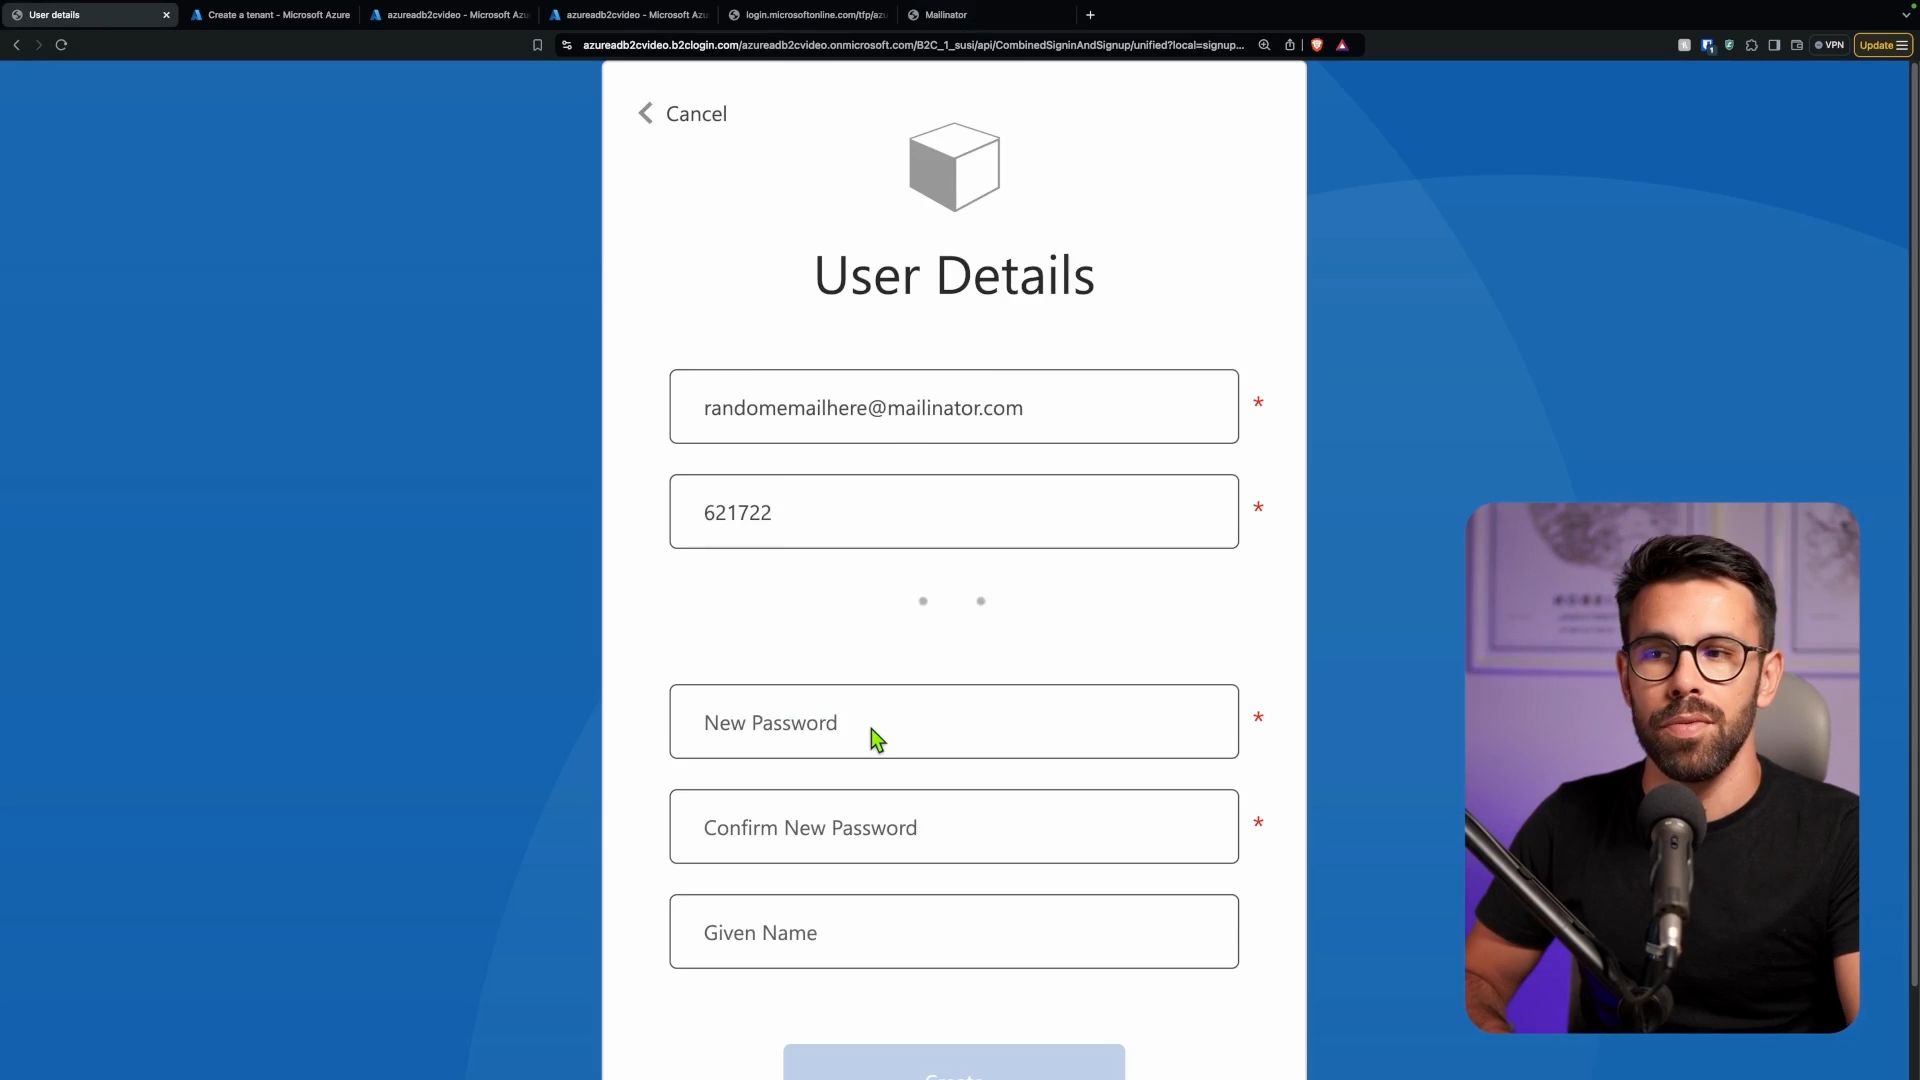 User details
Create a tenant - Microsoft Azure
azureadb2cvideo - Microsoft Azu
azureadb2cvideo - Microsoft Azu
login.microsoftonline.com/tfp/azu
Mailinator
azureadb2cvideo.b2clogin.com/azureadb2cvideo.onmicrosoft.com/B2C_1_susi/api/CombinedSigninAndSignup/unified?local=signup...
VPN
Update
Cancel
User Details
randomemailhere@mailinator.com *
621722 *
New Password *
Confirm New Password *
Given Name
Create